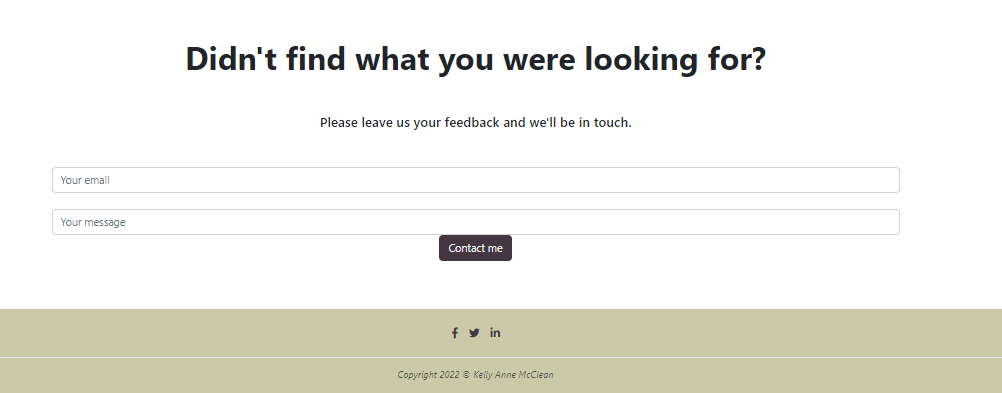 Didn't find what you were looking for?
Please leave us your feedback and we'll be in touch.
Your email
Your message
Contact me
Copyright 2022 © Kelly Anne McClean